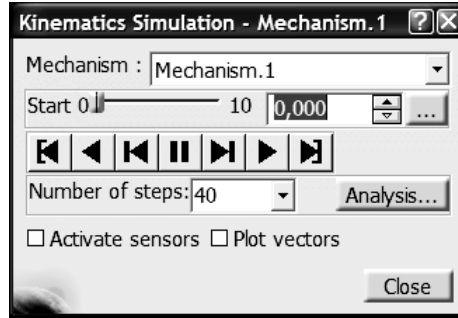 Kinematics Simulation - Mechanism.1 ? X
Mechanism : Mechanism.1
Start 0 10 0,000 ...
Number of steps: 40 Analysis...
Activate sensors Plot vectors
Close